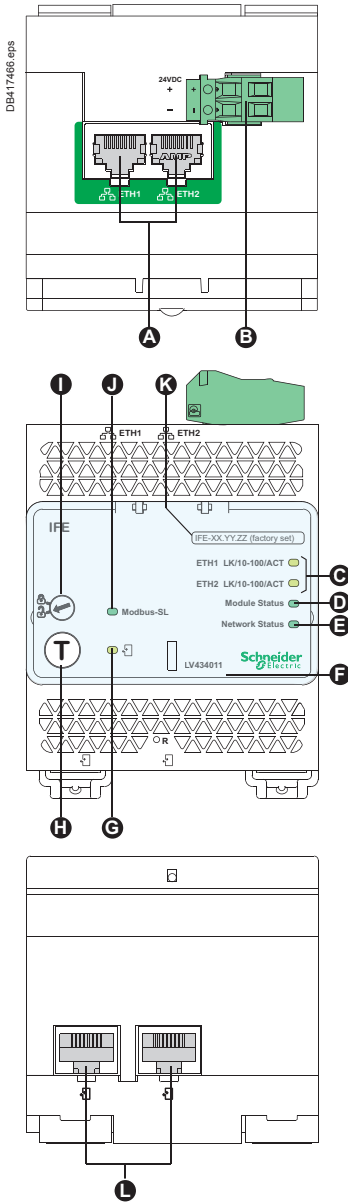 DB417466.eps
24VDC
+ +
– I
AMP
ETH1 ETH2
A B
I J K
ETH1 ETH2
IFE
IFE-XX.YY.ZZ (factory set)
ETH1 LK/10-100/ACT
ETH2 LK/10-100/ACT
C
Modbus-SL
Module Status
D
Network Status
E
T
Schneider
Electric
LV434011
F
R
H G
L